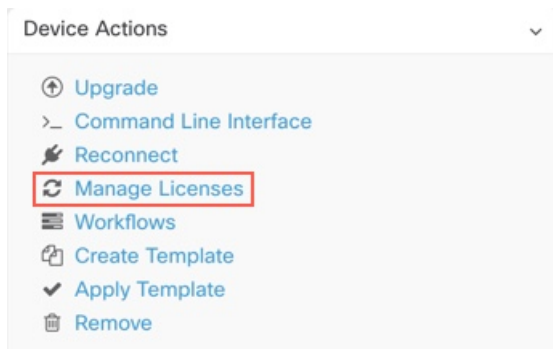 Device Actions
Upgrade
Command Line Interface
Reconnect
Manage Licenses
Workflows
Create Template
Apply Template
Remove